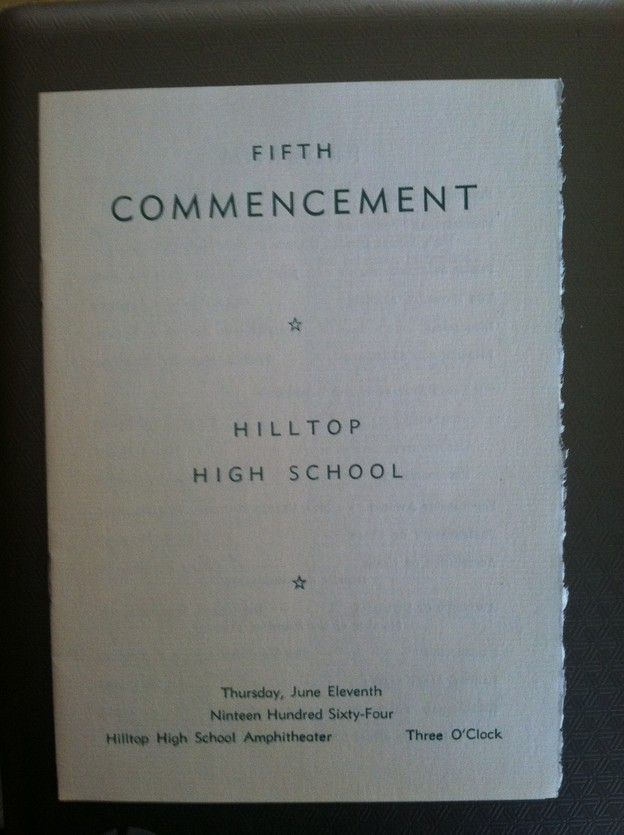 FIFTH
COMMENCEMENT
HILLTOP
HIGH SCHOOL
Thursday, June Eleventh
Ninteen Hundred Sixty-Four
Hilltop High School Amphitheater Three O'Clock